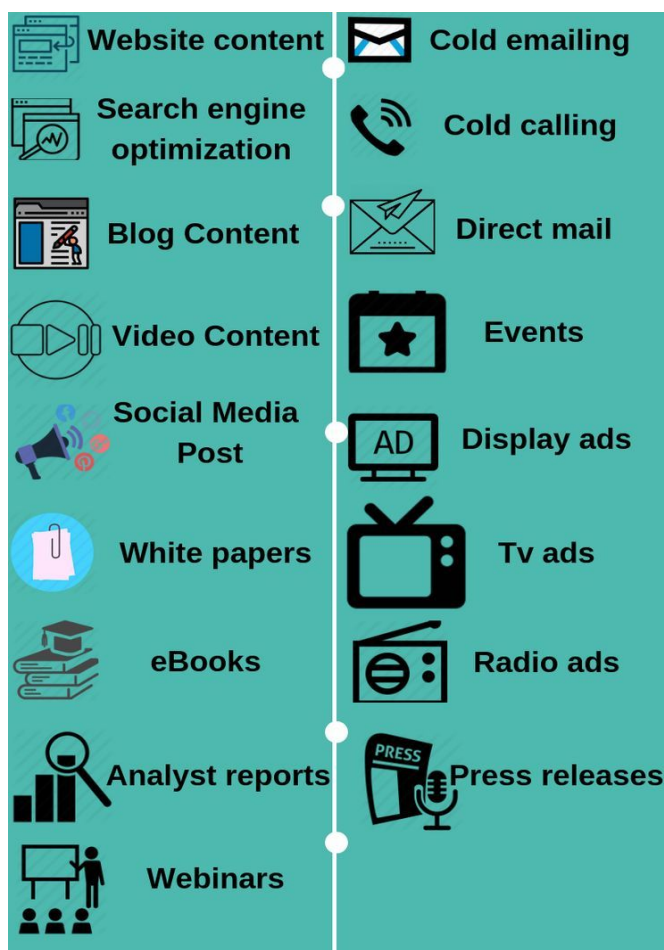 Website content
Search engine
optimization
Blog Content
Video Content
Social Media
Post
White papers
eBooks
Analyst reports
Webinars
Cold emailing
Cold calling
Direct mail
Events
AD
Display ads
Tv ads
Radio ads
PRESS
Press releases